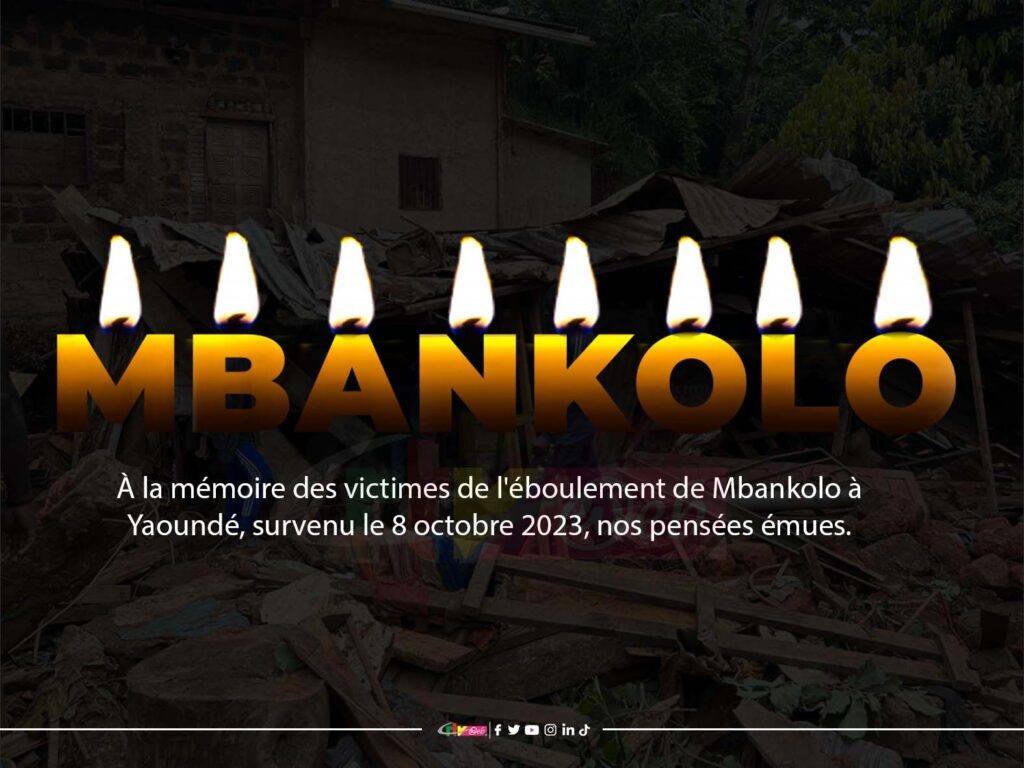 MBANKOLO
À la mémoire des victimes de l'éboulement de Mbankolo à
Yaoundé, survenu le 8 octobre 2023, nos pensées émues.